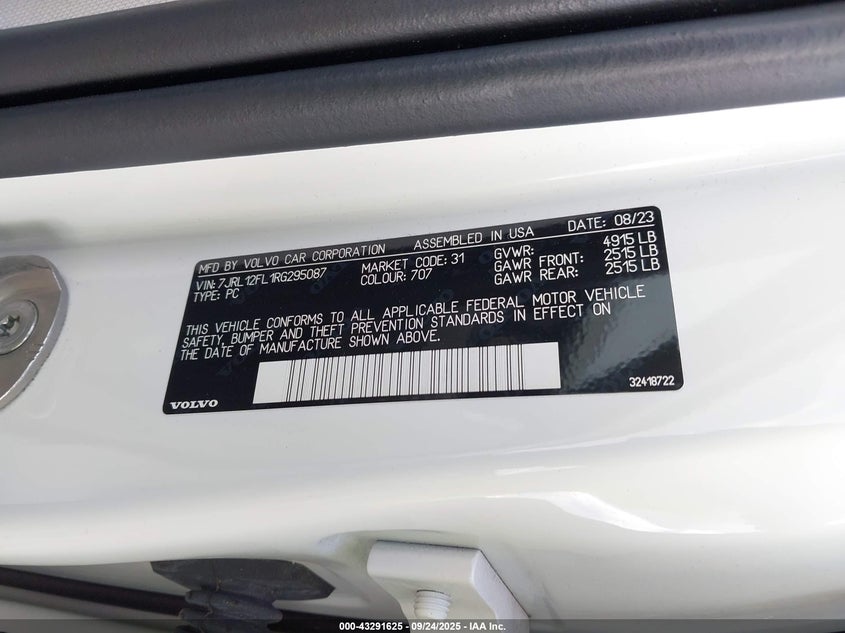 MFD BY VOLVO CAR CORPORATION ASSEMBLED IN USA DATE: 08/23
VIN: 7JRL12FL1RG295087 MARKET CODE: 31 GVWR: 4915 LB
TYPE: PC COLOUR: 707 GAWR FRONT: 2515 LB
GAWR REAR: 2515 LB
THIS VEHICLE CONFORMS TO ALL APPLICABLE FEDERAL MOTOR VEHICLE
SAFETY, BUMPER AND THEFT PREVENTION STANDARDS IN EFFECT ON
THE DATE OF MANUFACTURE SHOWN ABOVE.
VOLVO
32418722
000-43291625 - 09/24/2025 - IAA Inc.